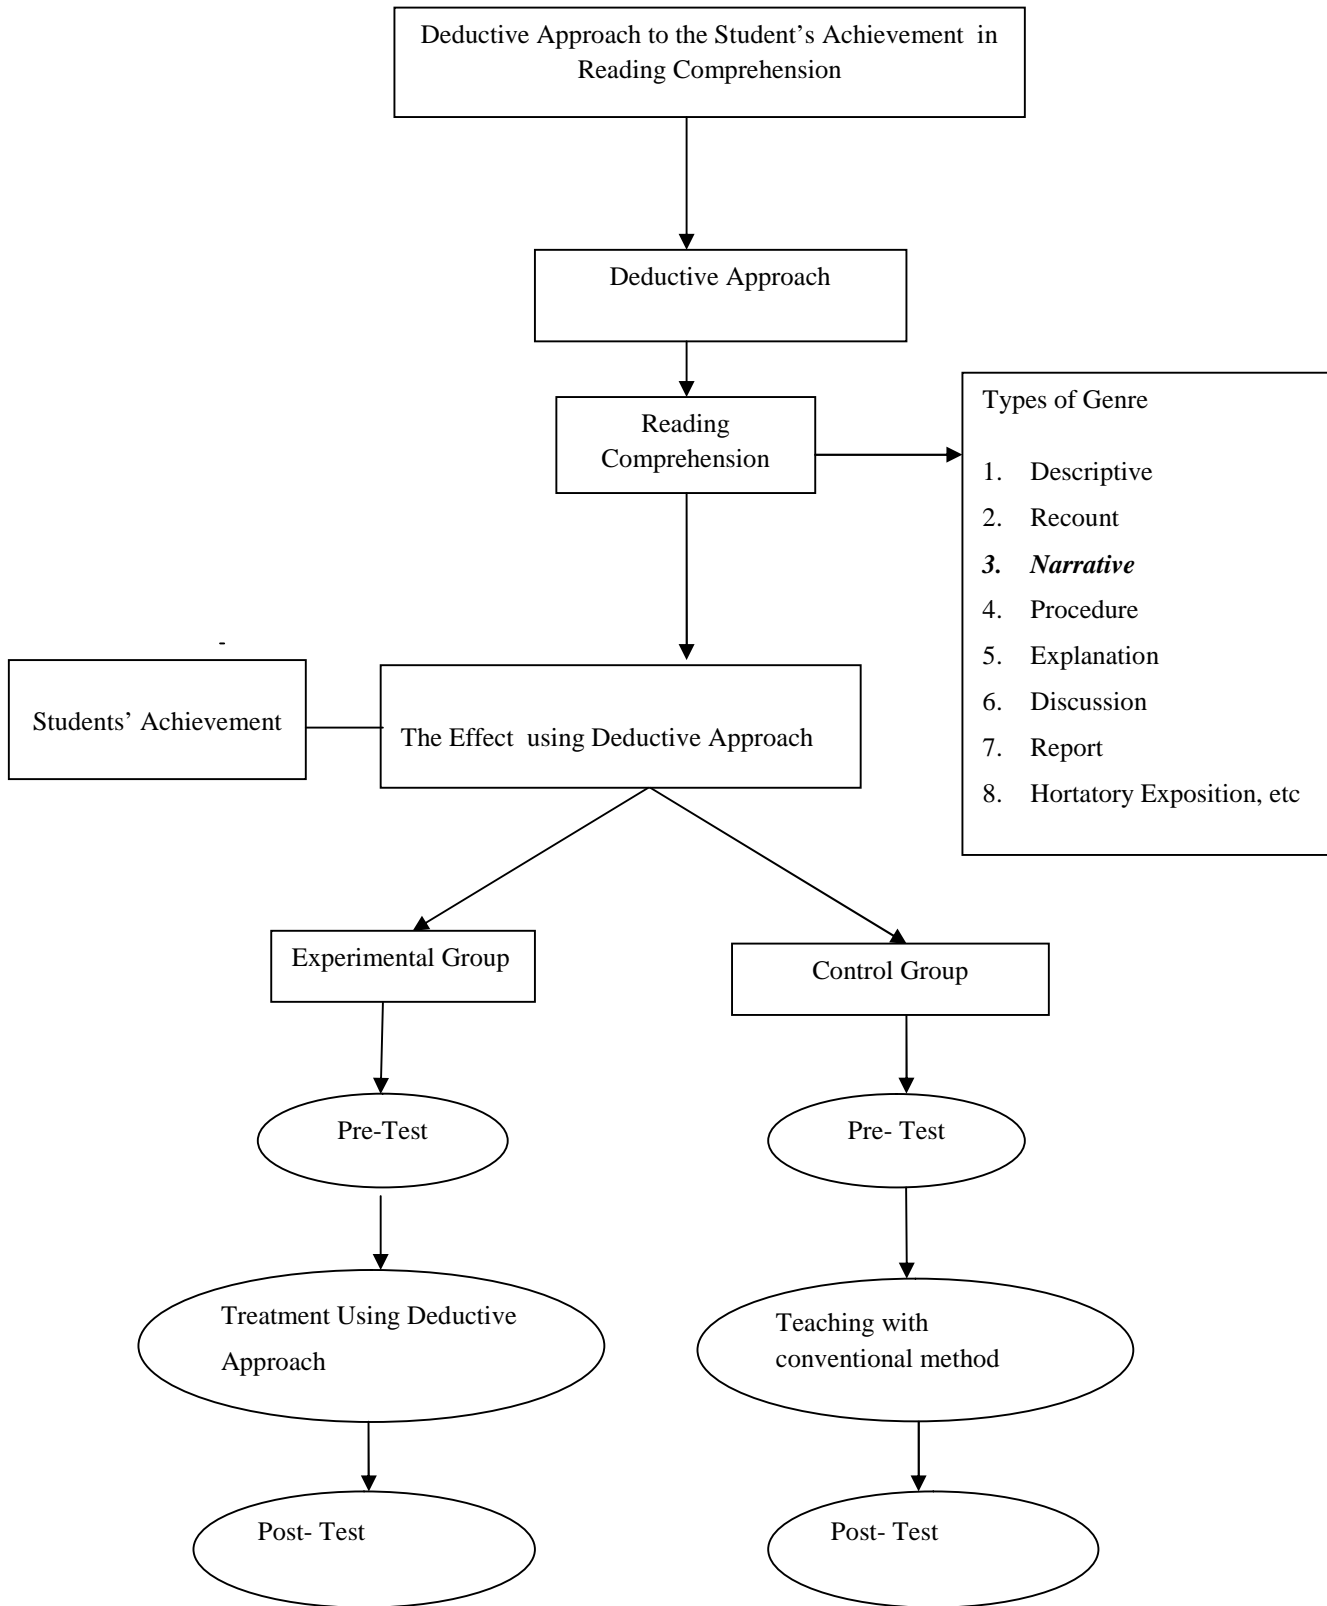 Deductive Approach to the Student’s Achievement in
Reading Comprehension
Deductive Approach
Reading
Comprehension
Types of Genre
1. Descriptive
2. Recount
3. Narrative
4. Procedure
5. Explanation
6. Discussion
7. Report
8. Hortatory Exposition, etc
-
Students’ Achievement
The Effect using Deductive Approach
Experimental Group
Control Group
Pre-Test
Pre- Test
Treatment Using Deductive
Approach
Teaching with
conventional method
Post- Test
Post- Test